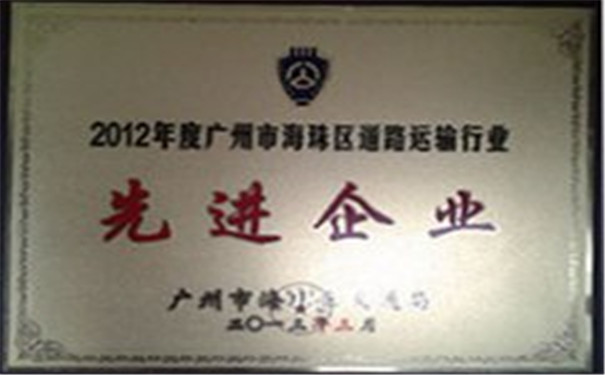 2012年度广州市海珠区道路运输行业
先进企业
广州市海
二〇一三年三月